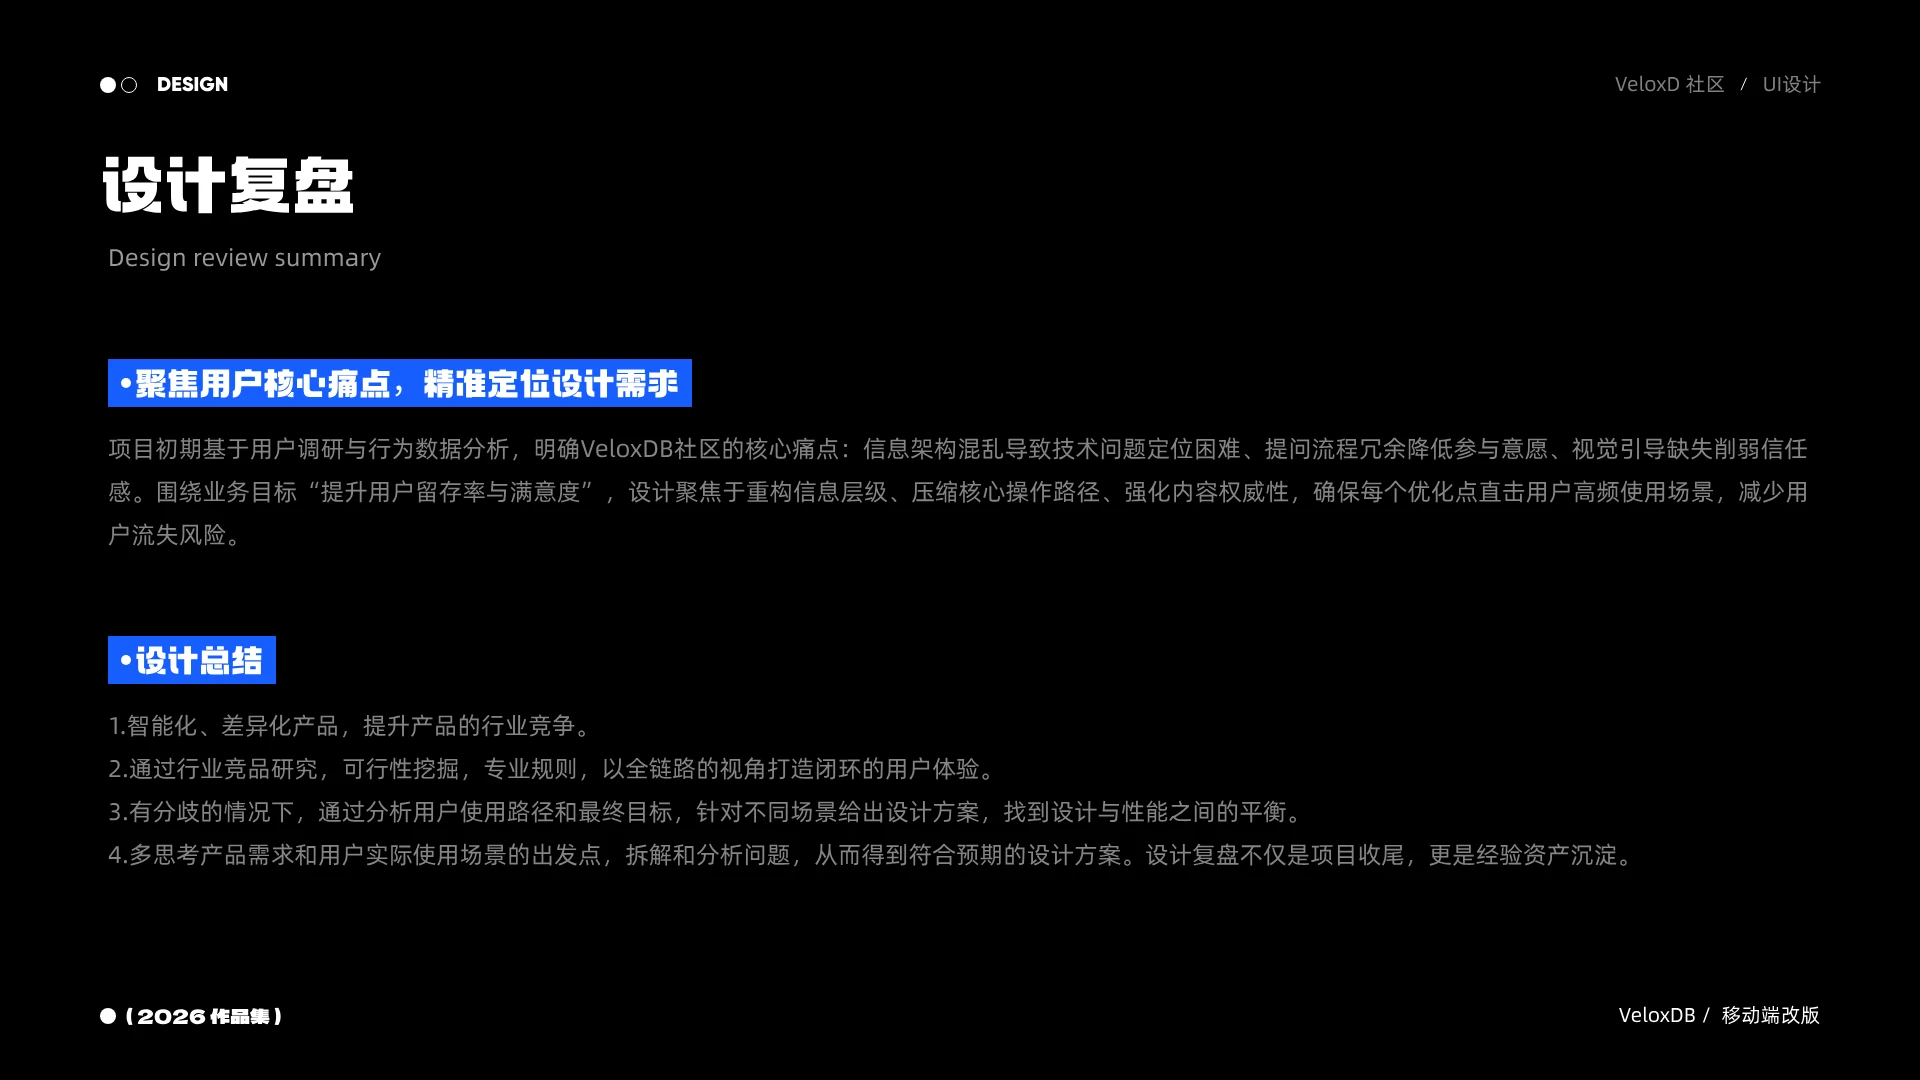 DESIGN
VeloxD 社区 / UI设计
设计复盘
Design review summary
•聚焦用户核心痛点，精准定位设计需求
项目初期基于用户调研与行为数据分析，明确VeloxDB社区的核心痛点：信息架构混乱导致技术问题定位困难、提问流程冗余降低参与意愿、视觉引导缺失削弱信任
感。围绕业务目标“提升用户留存率与满意度”，设计聚焦于重构信息层级、压缩核心操作路径、强化内容权威性，确保每个优化点直击用户高频使用场景，减少用
户流失风险。
•设计总结
1.智能化、差异化产品，提升产品的行业竞争。
2.通过行业竞品研究，可行性挖掘，专业规则，以全链路的视角打造闭环的用户体验。
3.有分歧的情况下，通过分析用户使用路径和最终目标，针对不同场景给出设计方案，找到设计与性能之间的平衡。
4.多思考产品需求和用户实际使用场景的出发点，拆解和分析问题，从而得到符合预期的设计方案。设计复盘不仅是项目收尾，更是经验资产沉淀。
（2026 作品集）
VeloxDB / 移动端改版